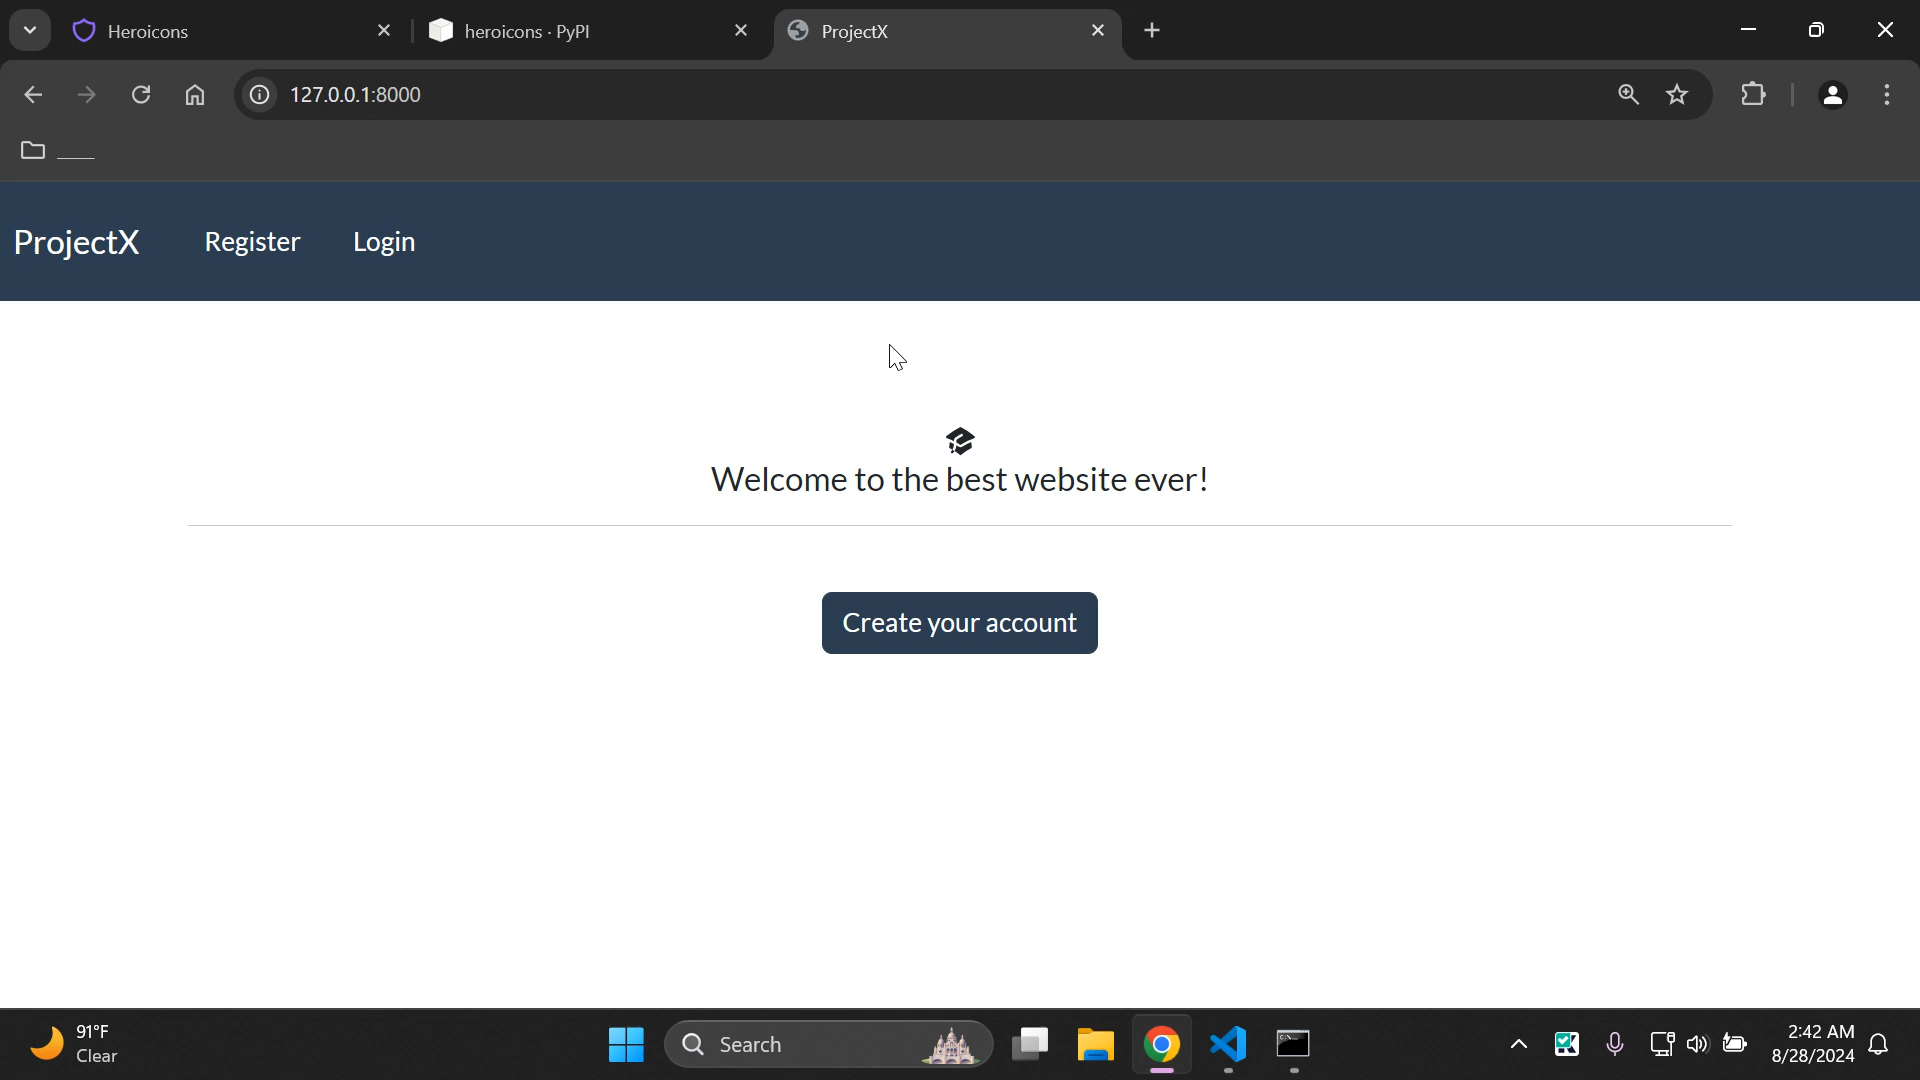 Heroicons
heroicons · PyPI
ProjectX
127.0.0.1:8000
____
ProjectX Register Login
Welcome to the best website ever!
Create your account
91°F
Clear
Search
2:42 AM
8/28/2024